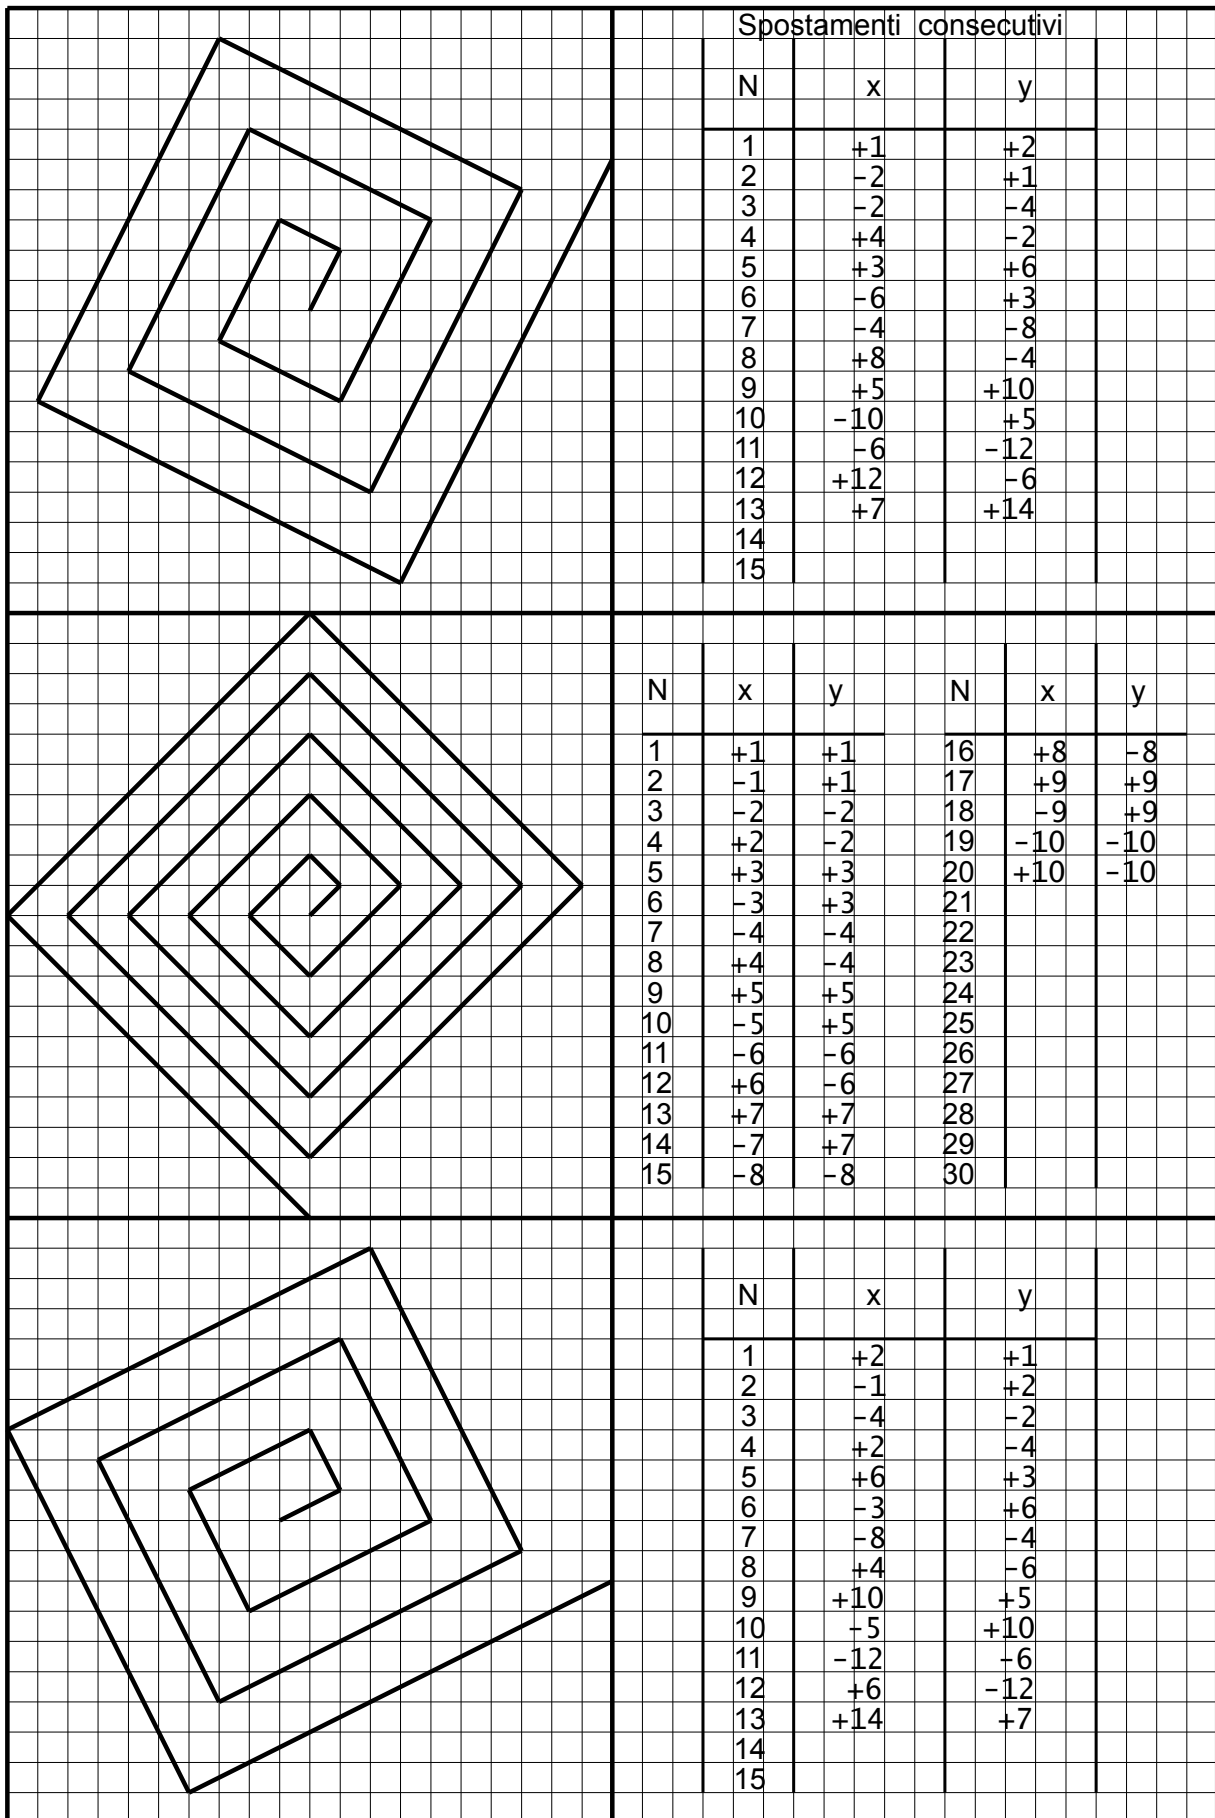 Spostamenti consecutivi
N x y
1 +1 +2
2 -2 +1
3 -2 -4
4 +4 -2
5 +3 +6
6 -6 +3
7 -4 -8
8 +8 -4
9 +5 +10
10 -10 +5
11 -6 -12
12 +12 -6
13 +7 +14
14
15
N x y N x y
1 +1 +1 16 +8 -8
2 -1 +1 17 +9 +9
3 -2 -2 18 -9 +9
4 +2 -2 19 -10 -10
5 +3 +3 20 +10 -10
6 -3 +3 21
7 -4 -4 22
8 +4 -4 23
9 +5 +5 24
10 -5 +5 25
11 -6 -6 26
12 +6 -6 27
13 +7 +7 28
14 -7 +7 29
15 -8 -8 30
N x y
1 +2 +1
2 -1 +2
3 -4 -2
4 +2 -4
5 +6 +3
6 -3 +6
7 -8 -4
8 +4 -6
9 +10 +5
10 -5 +10
11 -12 -6
12 +6 -12
13 +14 +7
14
15